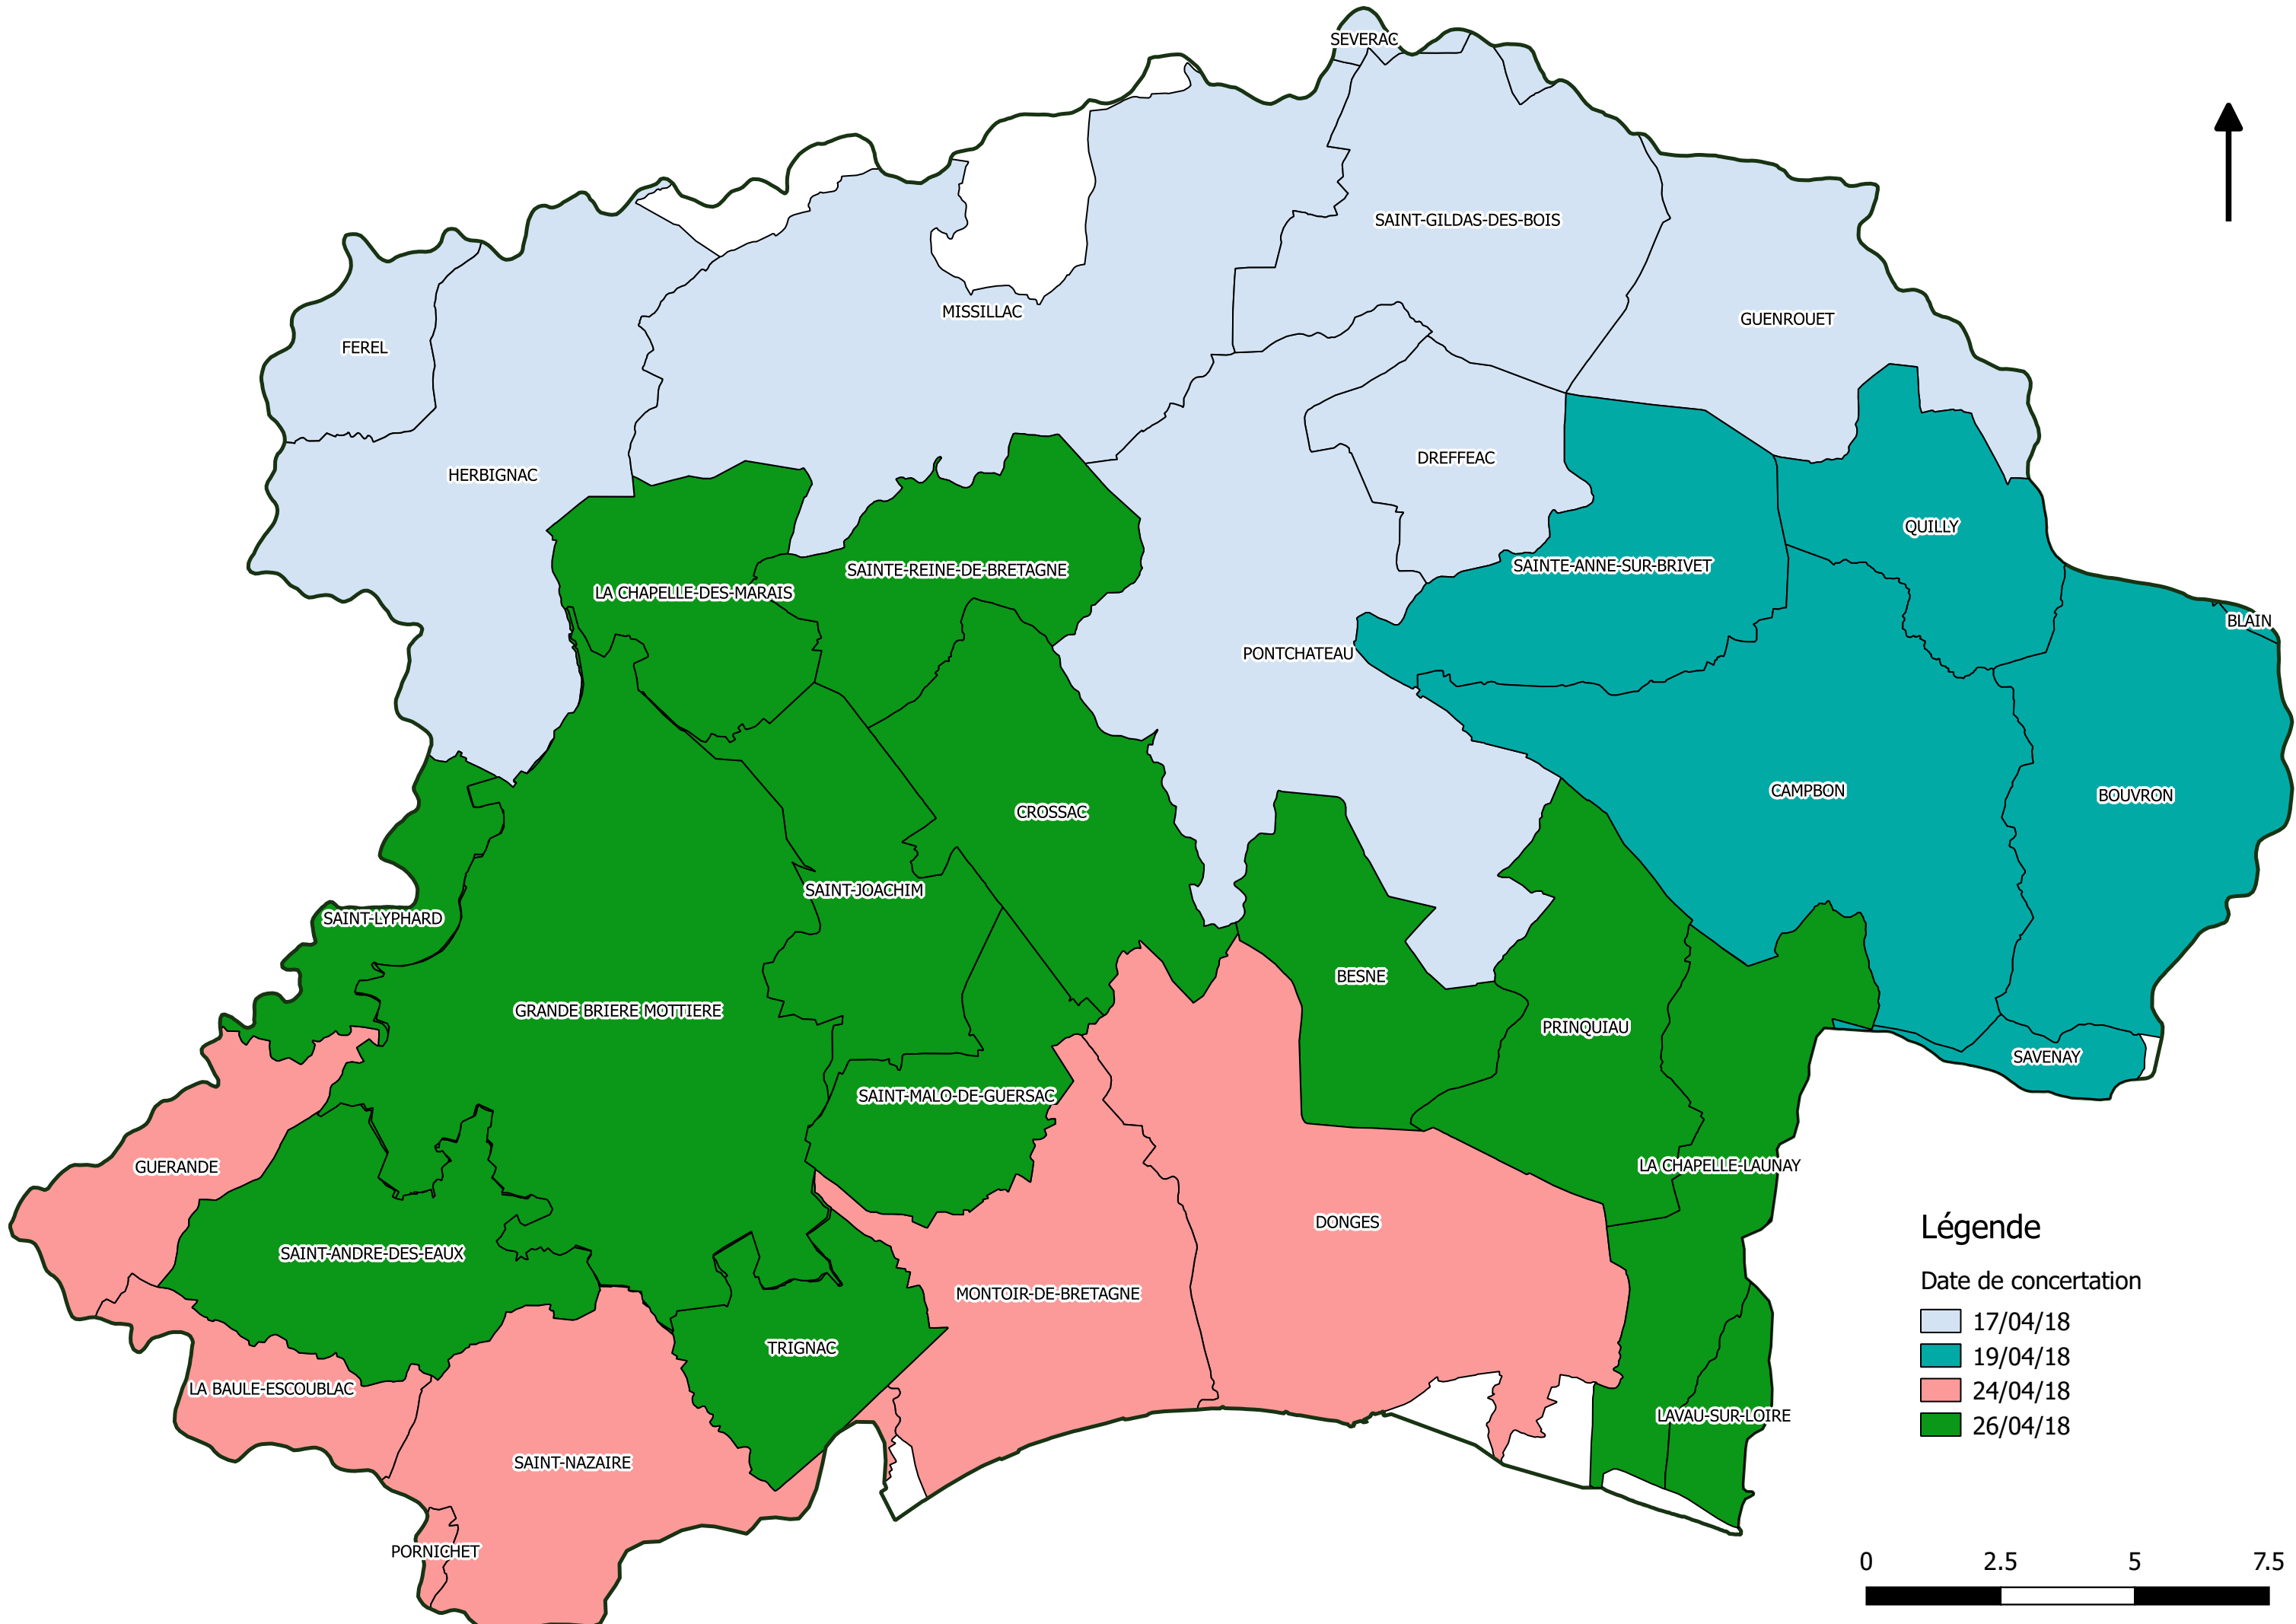 SEVERAC
SAINT-GILDAS-DES-BOIS
MISSILLAC
GUENROUET
FEREL
DREFFEAC
HERBIGNAC
QUILLY
SAINTE-ANNE-SUR-BRIVET
SAINTE-REINE-DE-BRETAGNE
LA CHAPELLE-DES-MARAIS
BLAIN
PONTCHATEAU
CAMPBON
BOUVRON
CROSSAC
SAINT-JOACHIM
SAINT-LYPHARD
BESNE
GRANDE BRIERE MOTTIERE
PRINQUIAU
SAVENAY
SAINT-MALO-DE-GUERSAC
GUERANDE
LA CHAPELLE-LAUNAY
DONGES
SAINT-ANDRE-DES-EAUX
MONTOIR-DE-BRETAGNE
TRIGNAC
LA BAULE-ESCOUBLAC
LAVAU-SUR-LOIRE
SAINT-NAZAIRE
PORNICHET
Légende
Date de concertation
17/04/18
19/04/18
24/04/18
26/04/18
0 2.5 5 7.5